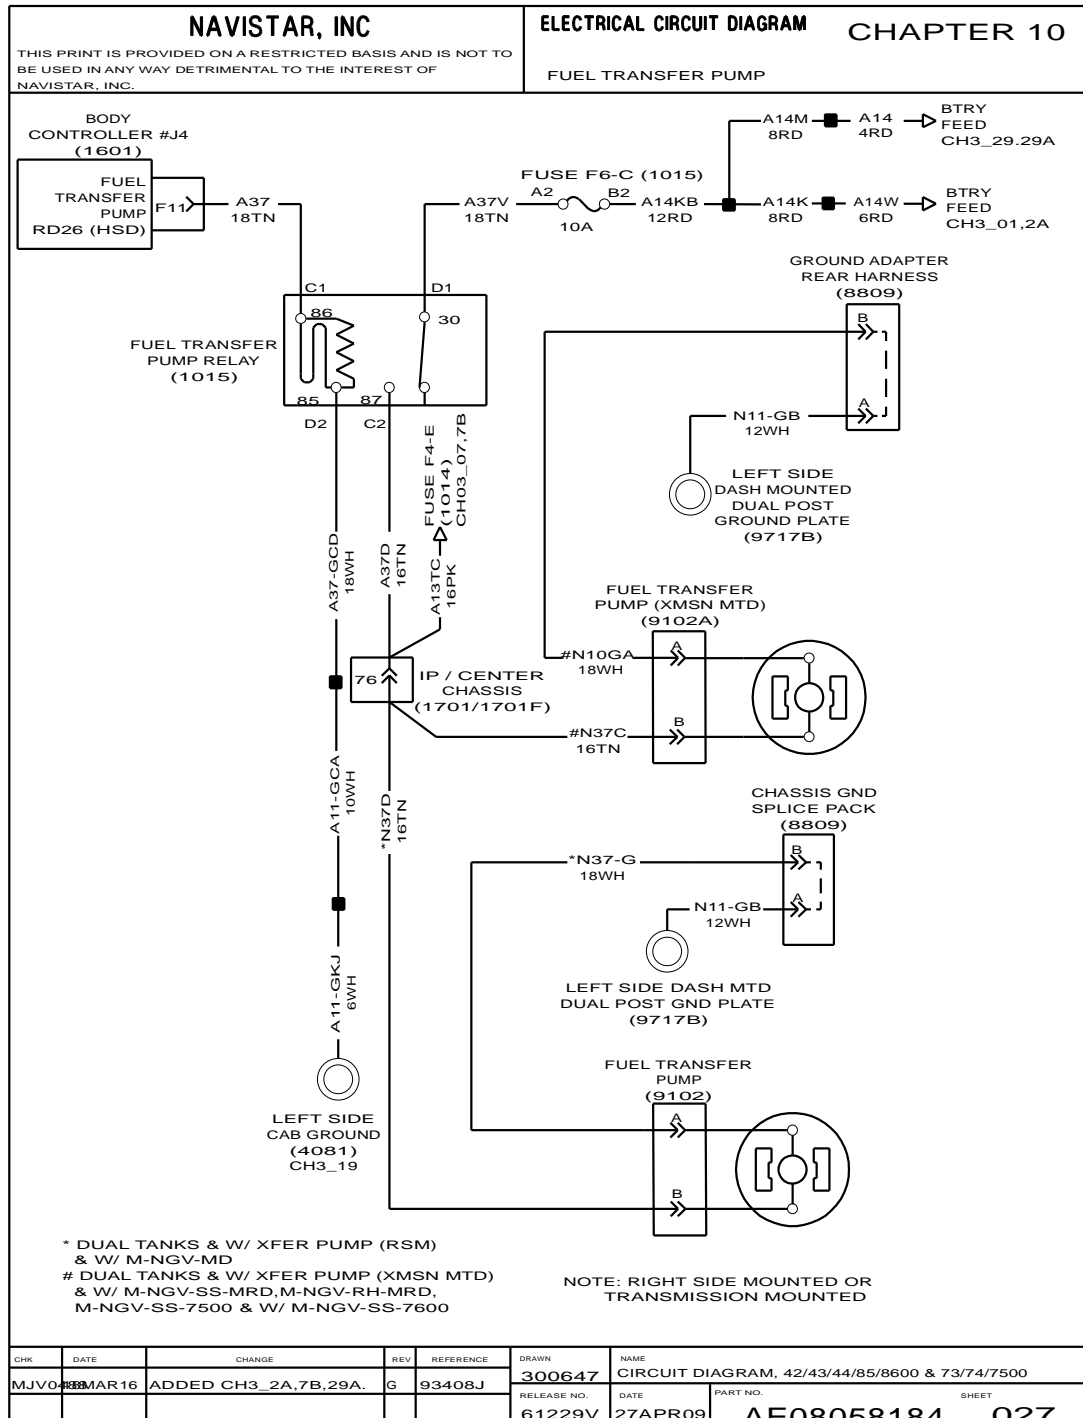 NAVISTAR, INC
THIS PRINT IS PROVIDED ON A RESTRICTED BASIS AND IS NOT TO
BE USED IN ANY WAY DETRIMENTAL TO THE INTEREST OF
NAVISTAR, INC.
ELECTRICAL CIRCUIT DIAGRAM
CHAPTER 10
FUEL TRANSFER PUMP
BODY
CONTROLLER #J4
(1601)
FUEL
TRANSFER
PUMP
RD26 (HSD)
F11
A37
18TN
A37V
18TN
FUSE F6-C (1015)
A2
B2
10A
A14KB
12RD
A14M
8RD
A14
4RD
BTRY
FEED
CH3_29.29A
A14K
8RD
A14W
6RD
BTRY
FEED
CH3_01,2A
C1
D1
86
30
FUEL TRANSFER
PUMP RELAY
(1015)
85
87
D2
C2
GROUND ADAPTER
REAR HARNESS
(8809)
B
A
N11-GB
12WH
LEFT SIDE
DASH MOUNTED
DUAL POST
GROUND PLATE
(9717B)
FUSE F4-E
(1014)
CH03_07,7B
A37-GCD
18WH
A37D
16TN
A13TC
16PK
FUEL TRANSFER
PUMP (XMSN MTD)
(9102A)
#N10GA
18WH
A
76
IP / CENTER
CHASSIS
(1701/1701F)
#N37C
16TN
B
A11-GCA
10WH
*N37D
16TN
CHASSIS GND
SPLICE PACK
(8809)
*N37-G
18WH
B
N11-GB
12WH
A
LEFT SIDE DASH MTD
DUAL POST GND PLATE
(9717B)
A11-GKJ
6WH
LEFT SIDE
CAB GROUND
(4081)
CH3_19
FUEL TRANSFER
PUMP
(9102)
A
B
* DUAL TANKS & W/ XFER PUMP (RSM)
& W/ M-NGV-MD
# DUAL TANKS & W/ XFER PUMP (XMSN MTD)
& W/ M-NGV-SS-MRD,M-NGV-RH-MRD,
M-NGV-SS-7500 & W/ M-NGV-SS-7600
NOTE: RIGHT SIDE MOUNTED OR
TRANSMISSION MOUNTED
CHK
DATE
CHANGE
REV
REFERENCE
ADDED CH3_2A,7B,29A.
G
93408J
DRAWN
300647
NAME
CIRCUIT DIAGRAM, 42/43/44/85/8600 & 73/74/7500
RELEASE NO.
61229V
DATE
27APR09
PART NO.
AE08058184
SHEET
027